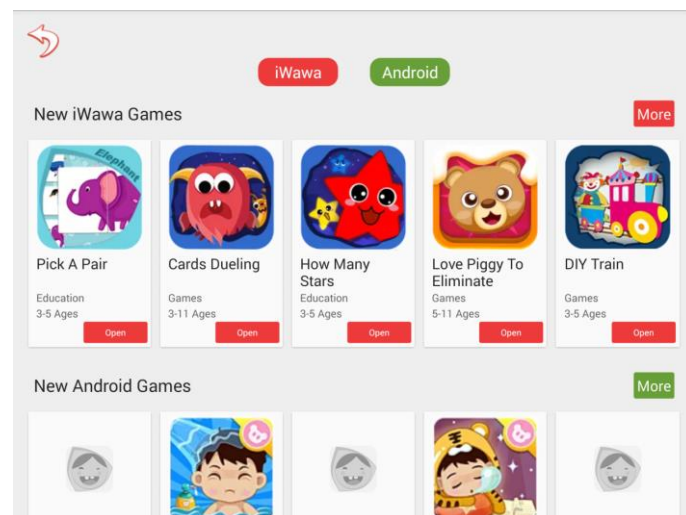 iWawa
Android
New iWawa Games
More
Elephant
Pick A Pair
Education
3-5 Ages
Open
Cards Dueling
Games
3-11 Ages
Open
How Many
Stars
Education
3-5 Ages
Open
Love Piggy To
Eliminate
Games
5-11 Ages
Open
DIY Train
Games
3-5 Ages
Open
New Android Games
More